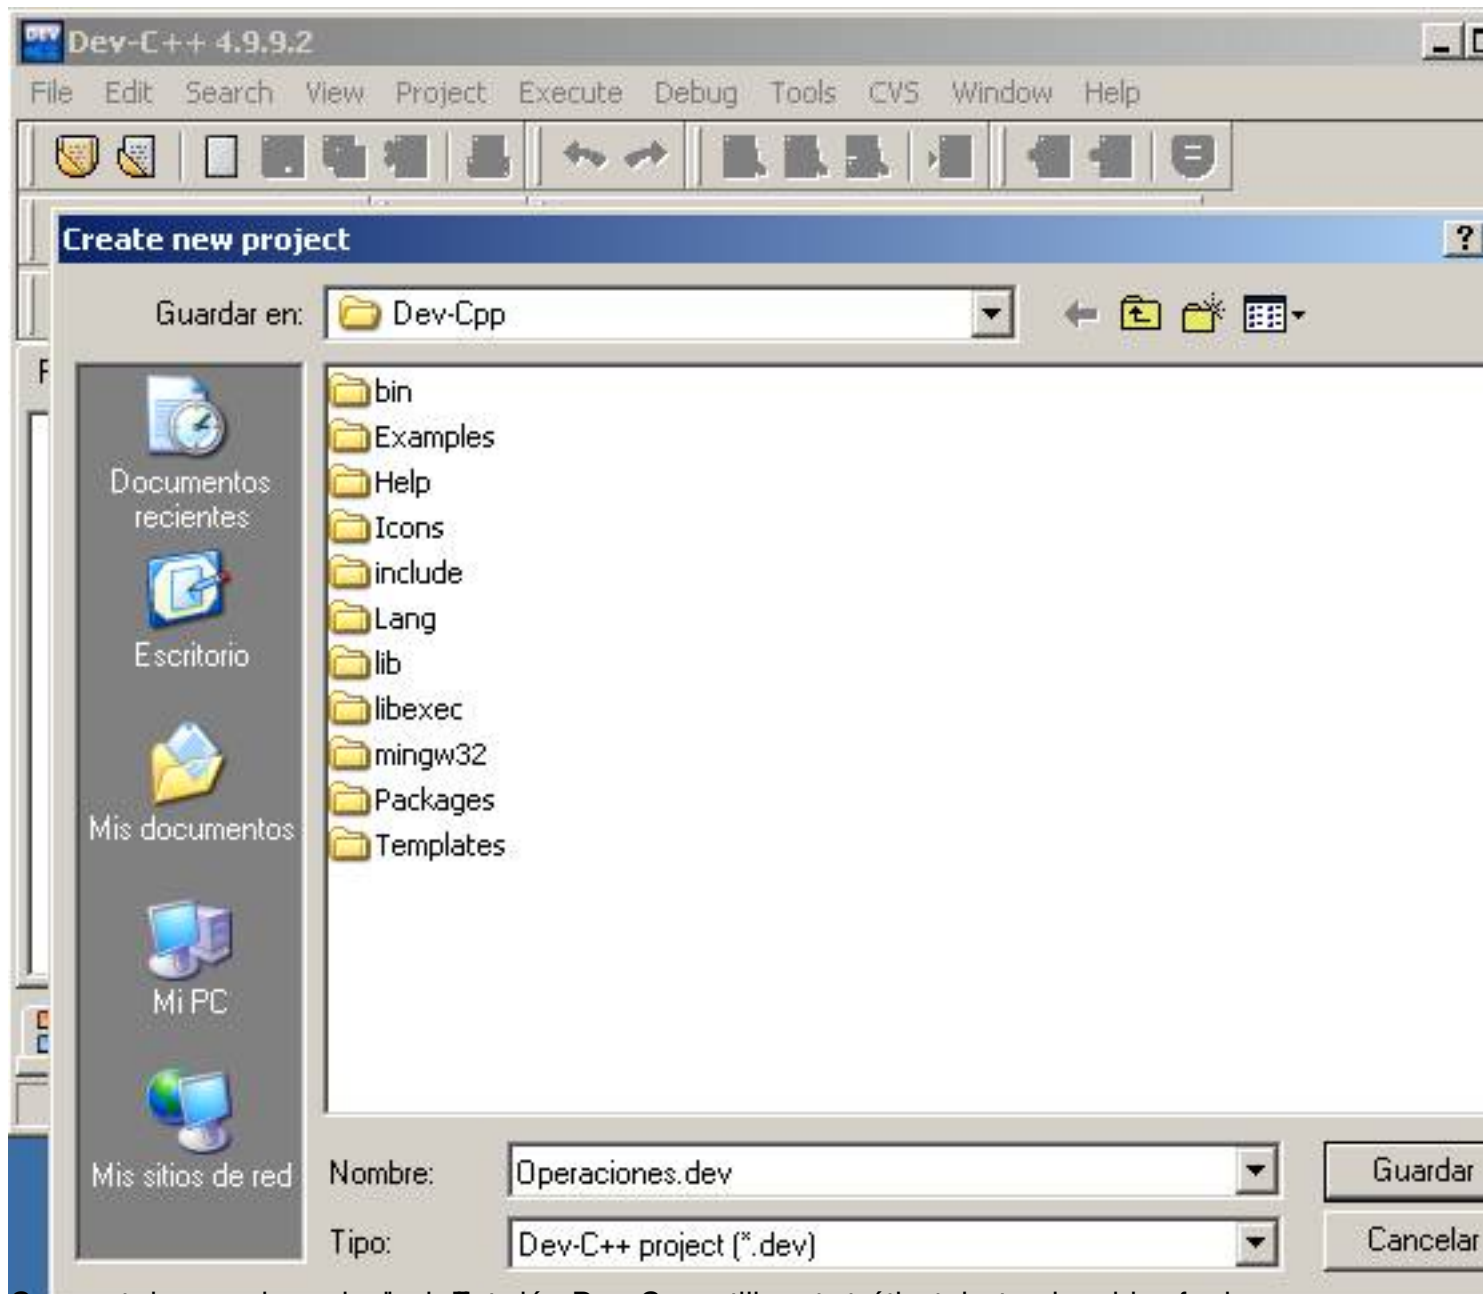 Dev-C++ 4.9.9.2
File Edit Search View Project Execute Debug Tools CVS Window Help
Create new project
Guardar en: Dev-Cpp
bin
Examples
Help
Icons
include
Lang
lib
libexec
mingw32
Packages
Templates
Documentos
recientes
Escritorio
Mis documentos
Mi PC
Mis sitios de red
Nombre: Operaciones.dev Guardar
Tipo: Dev-C++ project (*.dev) Cancelar